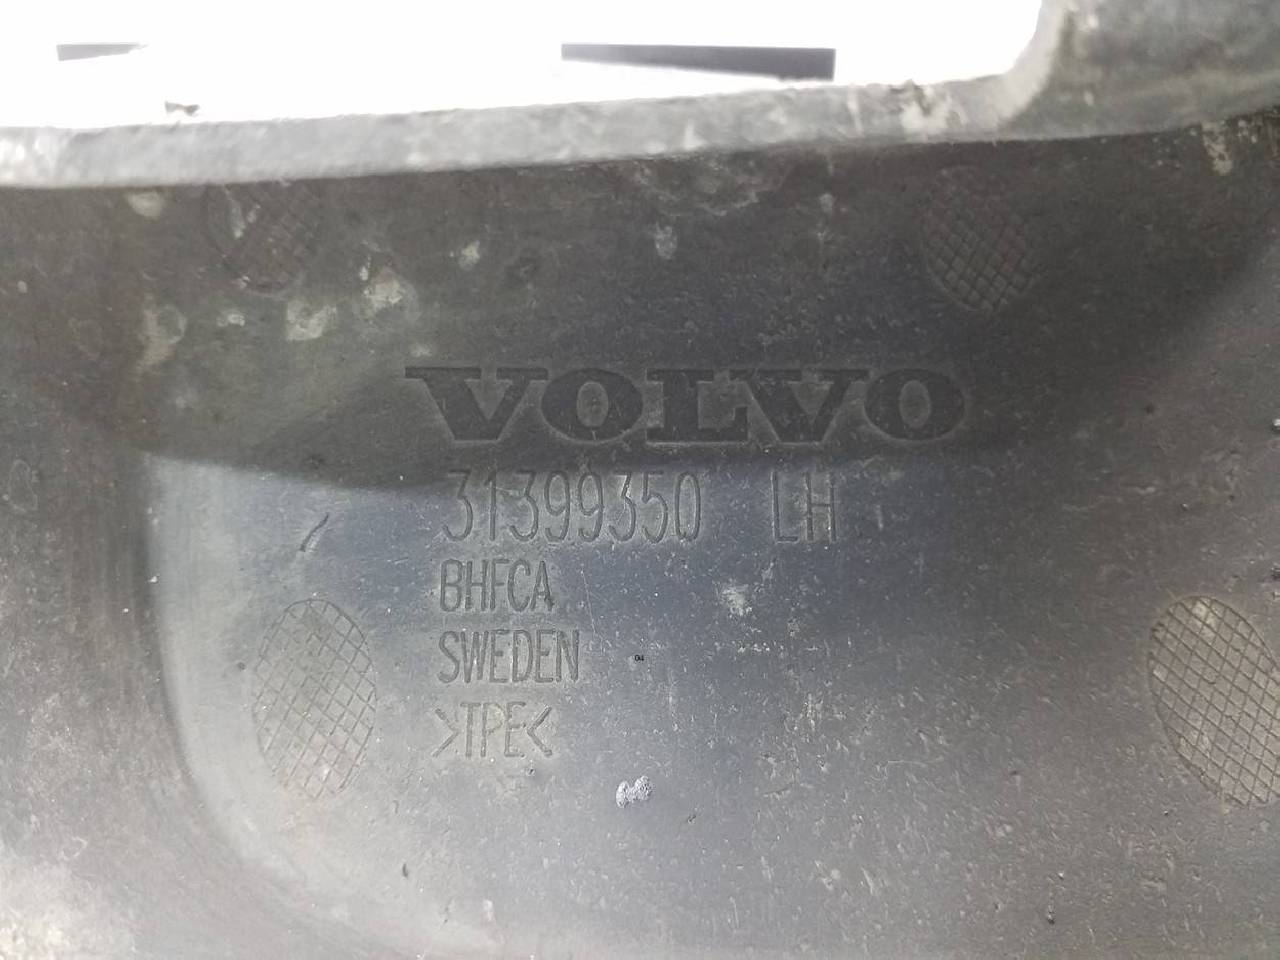 VOLVO
31399350 LH
BHFCA
SWEDEN
>TPE<